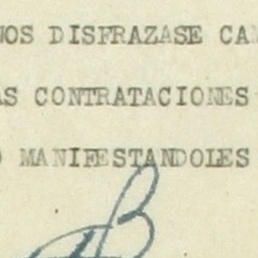 NOS DISFRAZASE CA
AS CONTRATACIONES
MANIFESTANDOLES